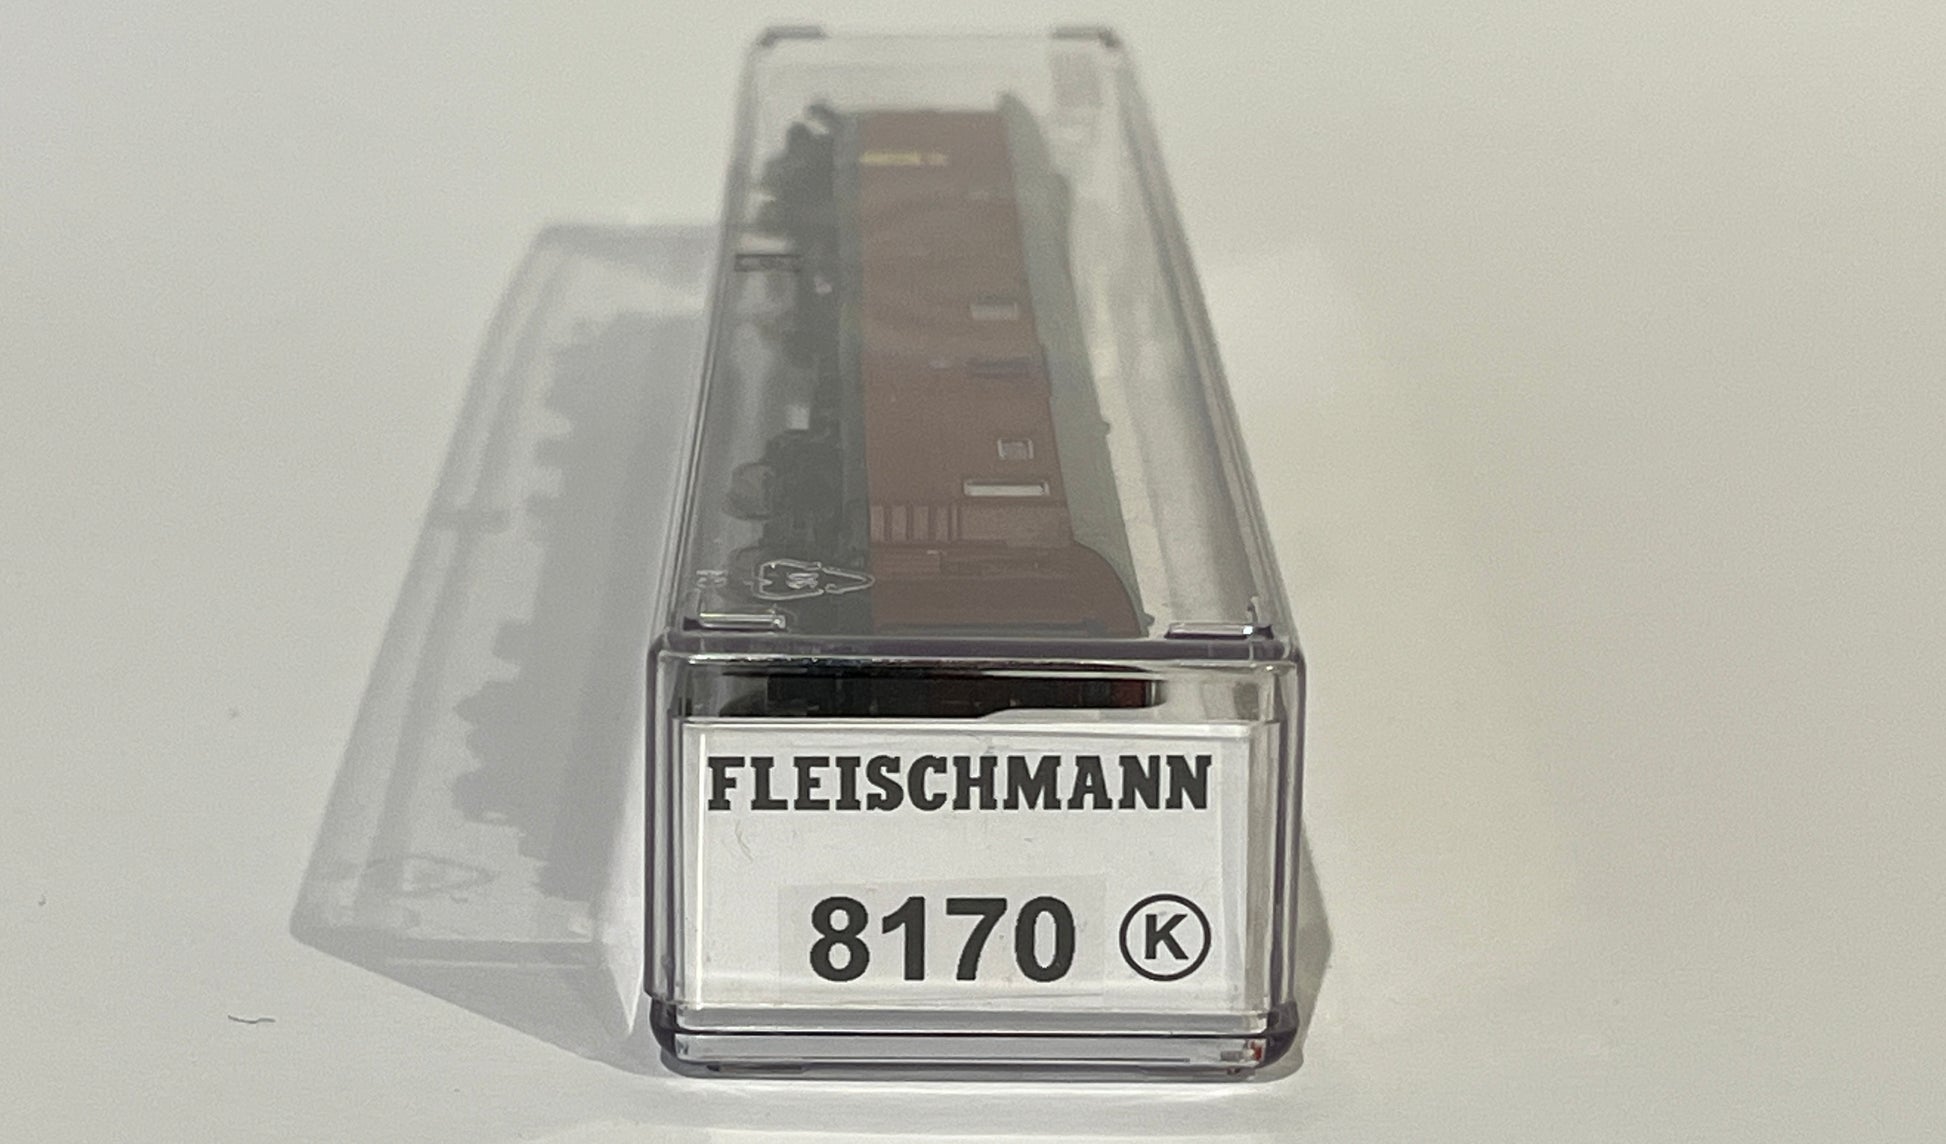 FLEISCHMANN
8170 Ⓚ